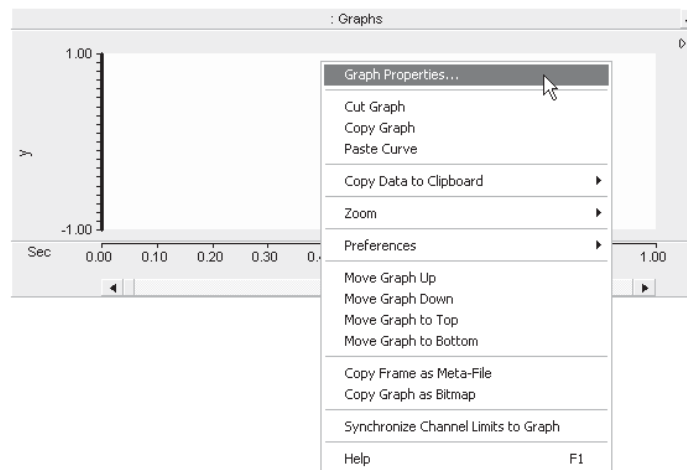 : Graphs
1.00
y
-1.00
Sec
0.00 0.10 0.20 0.30 0.4 1.00
Graph Properties...
Cut Graph
Copy Graph
Paste Curve
Copy Data to Clipboard
Zoom
Preferences
Move Graph Up
Move Graph Down
Move Graph to Top
Move Graph to Bottom
Copy Frame as Meta-File
Copy Graph as Bitmap
Synchronize Channel Limits to Graph
Help F1